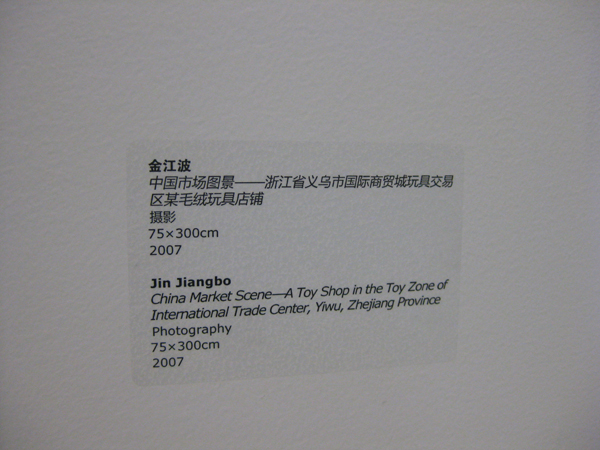 金江波
中国市场图景——浙江省义乌市国际商贸城玩具交易
区某毛绒玩具店铺
摄影
75×300cm
2007
Jin Jiangbo
China Market Scene—A Toy Shop in the Toy Zone of
International Trade Center, Yiwu, Zhejiang Province
Photography
75×300cm
2007